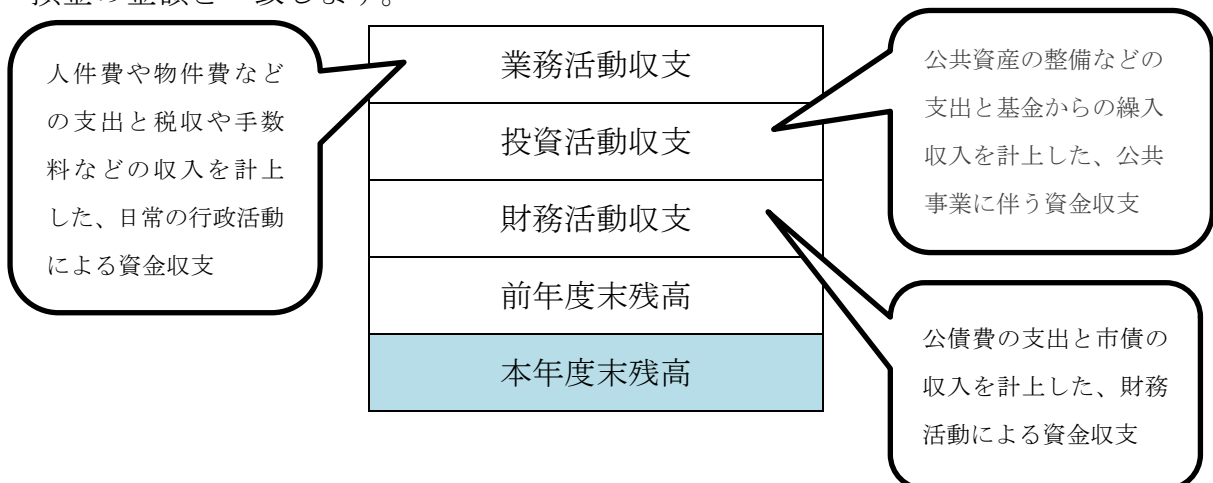 預金の金額と一致します。
人件費や物件費など
の支出と税収や手数
料などの収入を計上
した、日常の行政活動
による資金収支
業務活動収支
投資活動収支
財務活動収支
前年度末残高
本年度末残高
公共資産の整備などの
支出と基金からの繰入
収入を計上した、公共
事業に伴う資金収支
公債費の支出と市債の
収入を計上した、財務
活動による資金収支